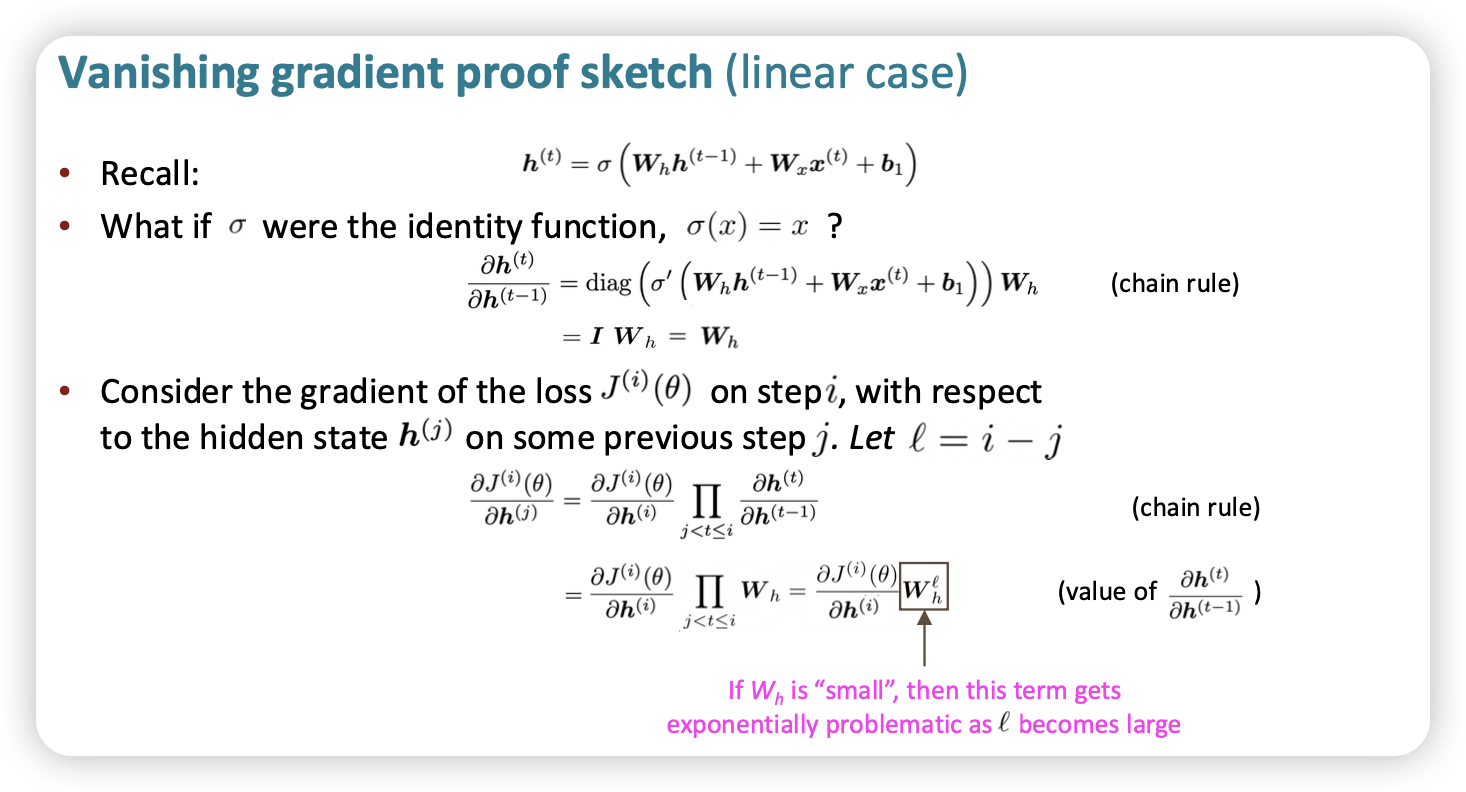 Vanishing gradient proof sketch (linear case)
• Recall: $\boldsymbol{h}^{(t)} = \sigma\left(\boldsymbol{W}_h \boldsymbol{h}^{(t-1)} + \boldsymbol{W}_x \boldsymbol{x}^{(t)} + \boldsymbol{b}_1\right)$
• What if $\sigma$ were the identity function, $\sigma(x) = x$ ?
$\frac{\partial \boldsymbol{h}^{(t)}}{\partial \boldsymbol{h}^{(t-1)}} = \text{diag}\left(\sigma'\left(\boldsymbol{W}_h \boldsymbol{h}^{(t-1)} + \boldsymbol{W}_x \boldsymbol{x}^{(t)} + \boldsymbol{b}_1\right)\right) \boldsymbol{W}_h$ (chain rule)
$= \boldsymbol{I} \, \boldsymbol{W}_h = \boldsymbol{W}_h$
• Consider the gradient of the loss $J^{(i)}(\theta)$ on step $i$, with respect
to the hidden state $\boldsymbol{h}^{(j)}$ on some previous step $j$. Let $\ell = i - j$
$\frac{\partial J^{(i)}(\theta)}{\partial \boldsymbol{h}^{(j)}} = \frac{\partial J^{(i)}(\theta)}{\partial \boldsymbol{h}^{(i)}} \prod_{j<t\leq i} \frac{\partial \boldsymbol{h}^{(t)}}{\partial \boldsymbol{h}^{(t-1)}}$ (chain rule)
$= \frac{\partial J^{(i)}(\theta)}{\partial \boldsymbol{h}^{(i)}} \prod_{j<t\leq i} \boldsymbol{W}_h = \frac{\partial J^{(i)}(\theta)}{\partial \boldsymbol{h}^{(i)}} \boldsymbol{W}_h^{\ell}$ (value of $\frac{\partial \boldsymbol{h}^{(t)}}{\partial \boldsymbol{h}^{(t-1)}}$ )
If $W_h$ is “small”, then this term gets
exponentially problematic as $\ell$ becomes large